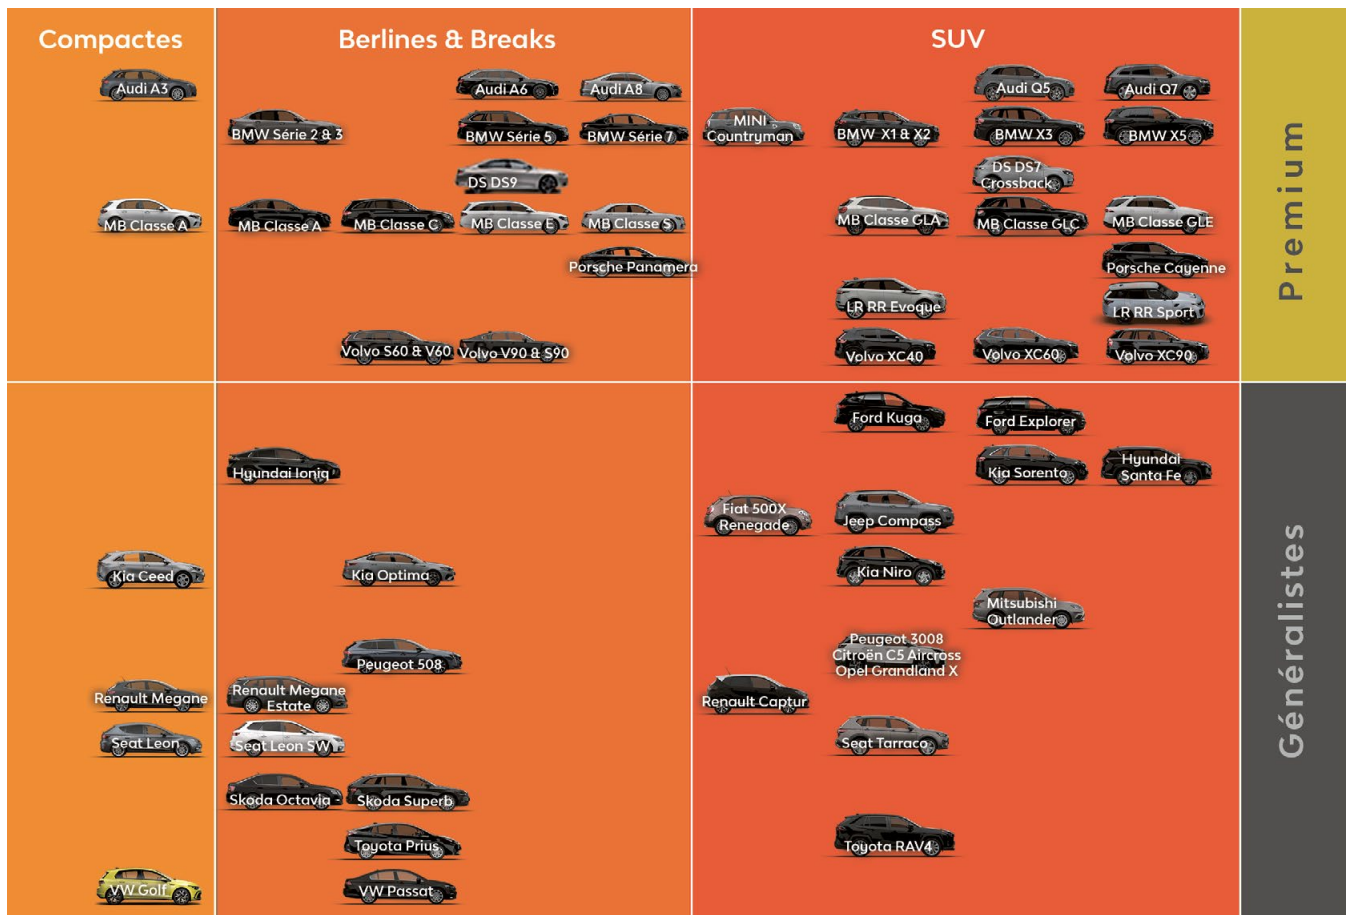 Compactes
Berlines & Breaks
SUV
Audi A3
Audi A6
Audi A8
Audi Q5
Audi Q7
BMW Série 2 & 3
BMW Série 5
BMW Série 7
MINI
Countryman
BMW X1 & X2
BMW X3
BMW X5
DS DS9
DS DS7
Crossback
MB Classe A
MB Classe A
MB Classe C
MB Classe E
MB Classe S
MB Classe GLA
MB Classe GLC
MB Classe GLE
Porsche Panamera
Porsche Cayenne
LR RR Evoque
LR RR Sport
Volvo S60 & V60
Volvo V90 & S90
Volvo XC40
Volvo XC60
Volvo XC90
Premium
Ford Kuga
Ford Explorer
Hyundai Ioniq
Kia Sorento
Hyundai
Santa Fe
Fiat 500X
Renegade
Jeep Compass
Kia Ceed
Kia Optima
Kia Niro
Mitsubishi
Outlander
Peugeot 508
Peugeot 3008
Citroën C5 Aircross
Opel Grandland X
Renault Megane
Renault Megane
Estate
Renault Captur
Seat Leon
Seat Leon SW
Seat Tarraco
Skoda Octavia
Skoda Superb
Toyota Prius
Toyota RAV4
VW Golf
VW Passat
Généralistes